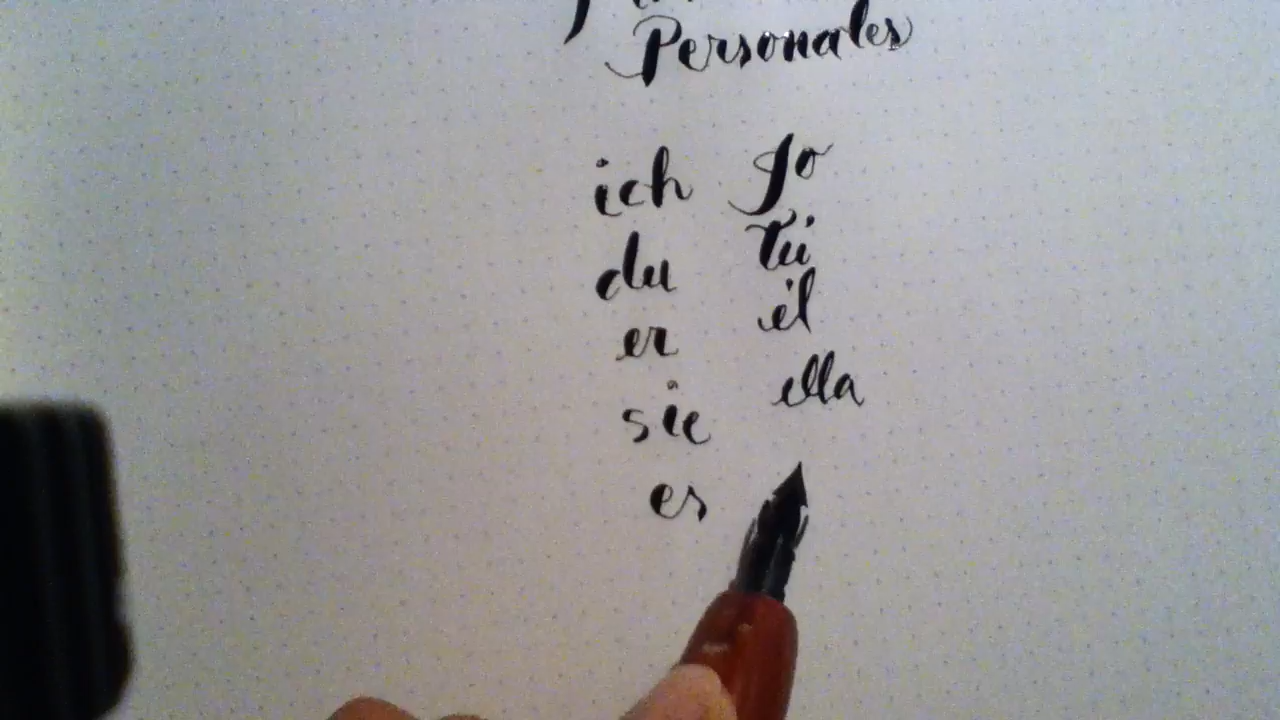 Personales
ich yo
du tú
er él
sie ella
es